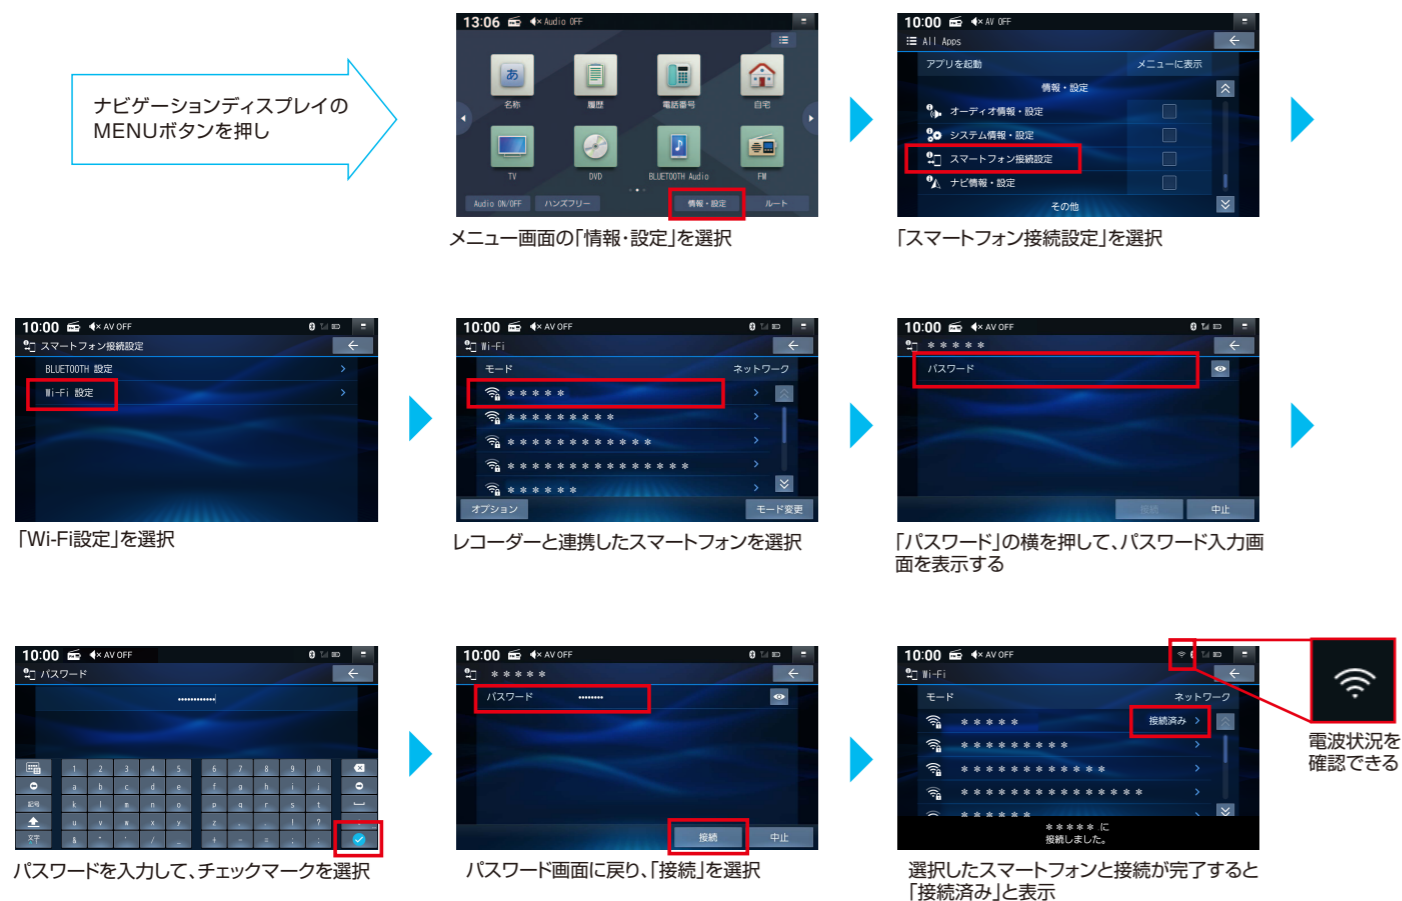 ナビゲーションディスプレイの
MENUボタンを押し
13:06 Audio OFF
あ
名称 履歴 電話番号 自宅
TV DVD BLUETOOTH Audio FM
Audio ON/OFF ハンズフリー 情報・設定 ルート
メニュー画面の「情報・設定」を選択
10:00 AV OFF
All Apps
アプリを起動 メニューに表示
情報・設定
オーディオ情報・設定
システム情報・設定
スマートフォン接続設定
ナビ情報・設定
その他
「スマートフォン接続設定」を選択
10:00 AV OFF
スマートフォン接続設定
BLUETOOTH 設定
Wi-Fi 設定
「Wi-Fi設定」を選択
10:00 AV OFF
Wi-Fi
モード ネットワーク
*****
*********
************
***************
******
オプション モード変更
レコーダーと連携したスマートフォンを選択
10:00 AV OFF
*****
パスワード
接続 中止
「パスワード」の横を押して、パスワード入力画
面を表示する
10:00 AV OFF
パスワード
1 2 3 4 5 6 7 8 9 0
a b c d e f g h i j
記号 k l m n o p q r s t
u v w x y z . , ! ?
文字 & " ' / _ + - = ; :
パスワードを入力して、チェックマークを選択
10:00 AV OFF
*****
パスワード ••••••••
接続 中止
パスワード画面に戻り、「接続」を選択
10:00 AV OFF
Wi-Fi
モード ネットワーク
***** 接続済み
*********
************
***************
******
***** に
接続しました。
選択したスマートフォンと接続が完了すると
「接続済み」と表示
電波状況を
確認できる